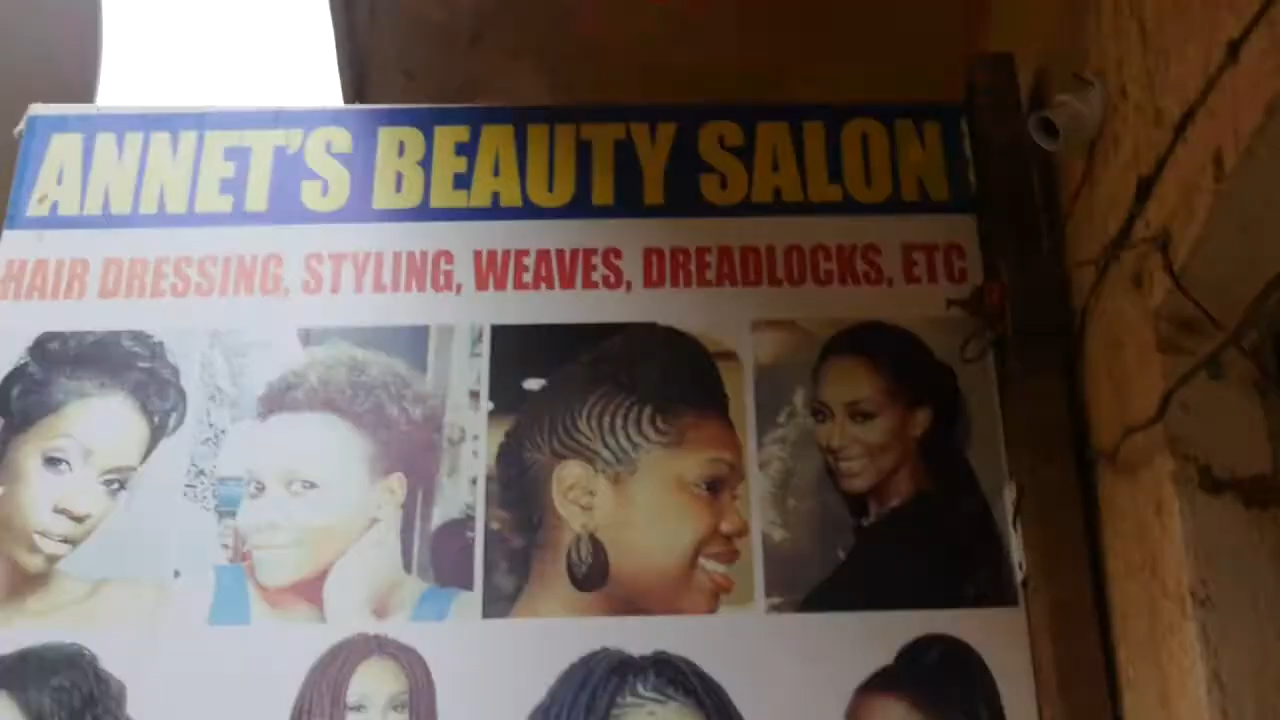 ANNET'S BEAUTY SALON
HAIR DRESSING, STYLING, WEAVES, DREADLOCKS, ETC